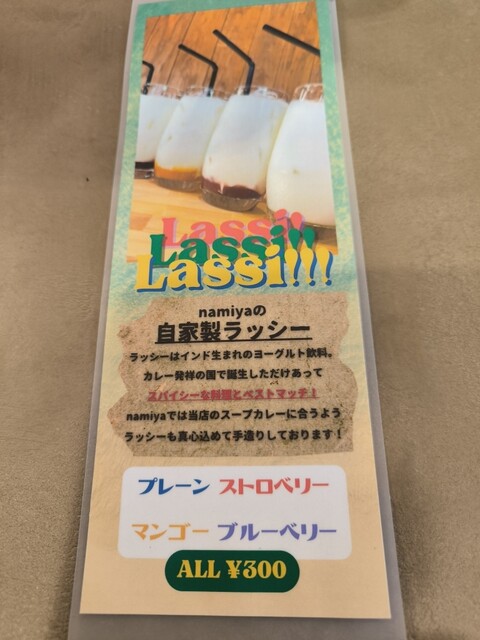 Lassi!!
Lassi!!!
Lassi!!!
namiyaの
自家製ラッシー
ラッシーはインド生まれのヨーグルト飲料。
カレー発祥の国で誕生しただけあって
スパイシーな料理とベストマッチ！
namiyaでは当店のスープカレーに合うよう
ラッシーも真心込めて手造りしております！
プレーン ストロベリー
マンゴー ブルーベリー
ALL ¥300